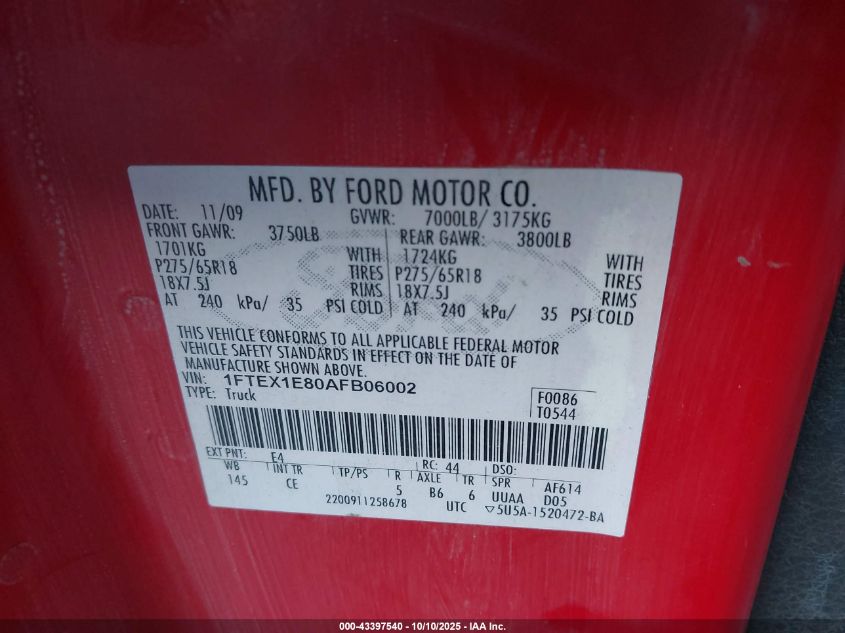 MFD. BY FORD MOTOR CO.
DATE: 11/09 GVWR: 7000LB/ 3175KG
FRONT GAWR: 3750LB REAR GAWR: 3800LB
1701KG WITH 1724KG WITH
P275/65R18 TIRES P275/65R18 TIRES
18X7.5J RIMS 18X7.5J RIMS
AT 240 kPa/ 35 PSI COLD AT 240 kPa/ 35 PSI COLD
THIS VEHICLE CONFORMS TO ALL APPLICABLE FEDERAL MOTOR
VEHICLE SAFETY STANDARDS IN EFFECT ON THE DATE OF
MANUFACTURE SHOWN ABOVE.
VIN: 1FTEX1E80AFB06002
TYPE: Truck
F0086
T0544
EXT PNT: E4 RC: 44 DSO:
WB INT TR TP/PS R AXLE TR SPR AF614
145 CE 5 B6 6 UUAA D05
2200911258678 UTC ▽5U5A-1520472-BA
000-43397540 - 10/10/2025 - IAA Inc.